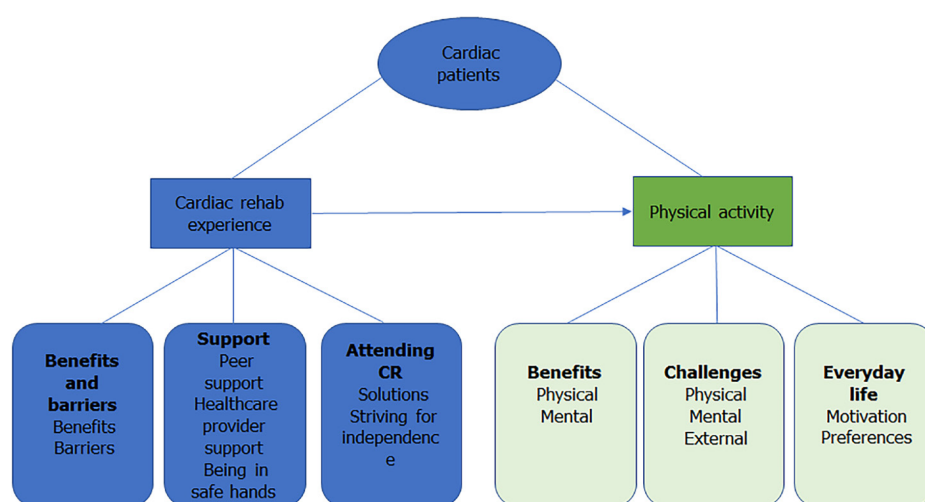 Cardiac
patients
Cardiac rehab
experience
Physical activity
Benefits
and
barriers
Benefits
Barriers
Support
Peer
support
Healthcare
provider
support
Being in
safe hands
Attending
CR
Solutions
Striving for
independenc
e
Benefits
Physical
Mental
Challenges
Physical
Mental
External
Everyday
life
Motivation
Preferences